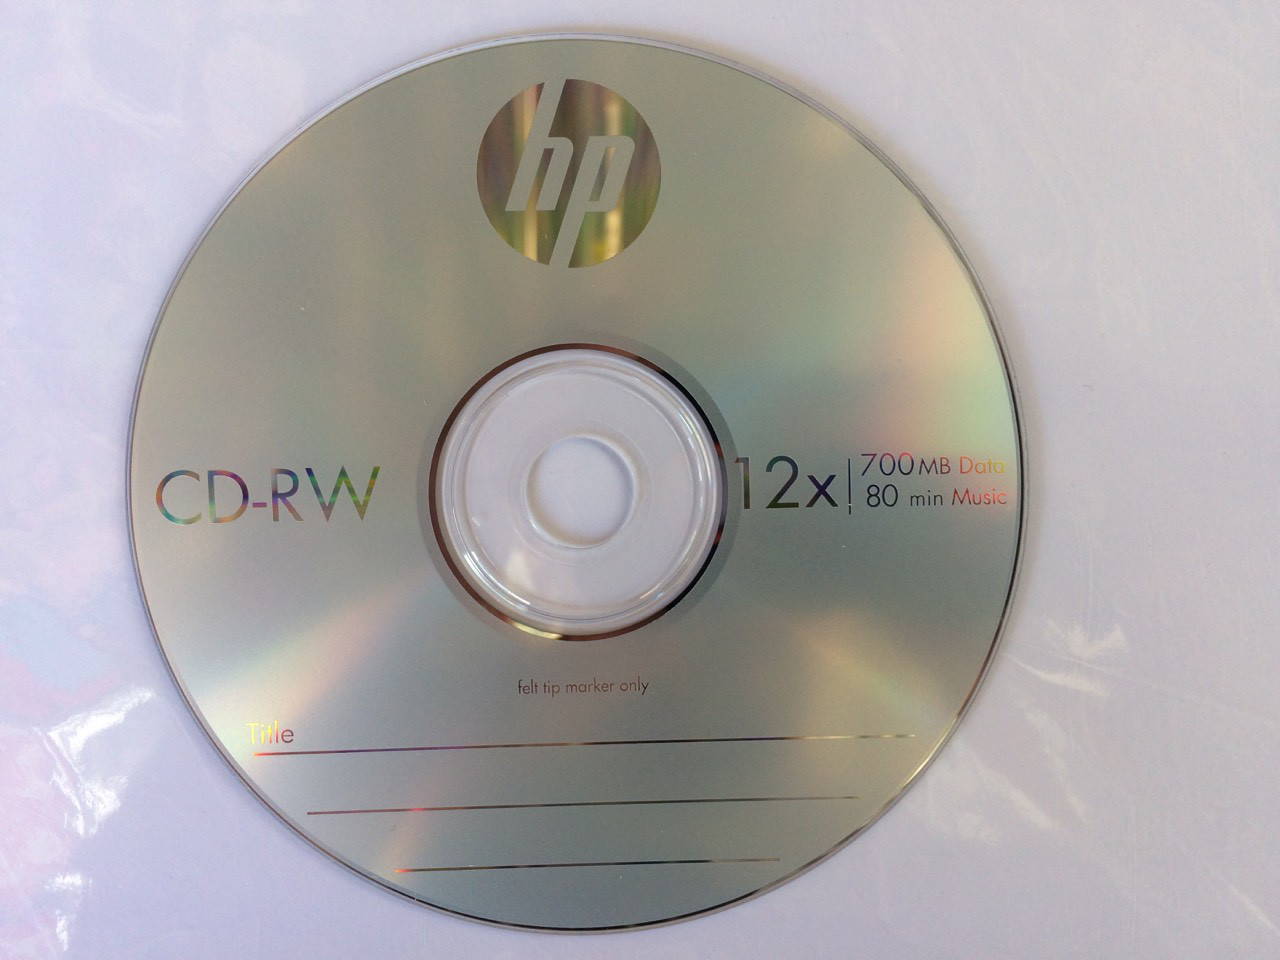 hp
CD-RW
12x
700 MB Data
80 min Music
felt tip marker only
Title